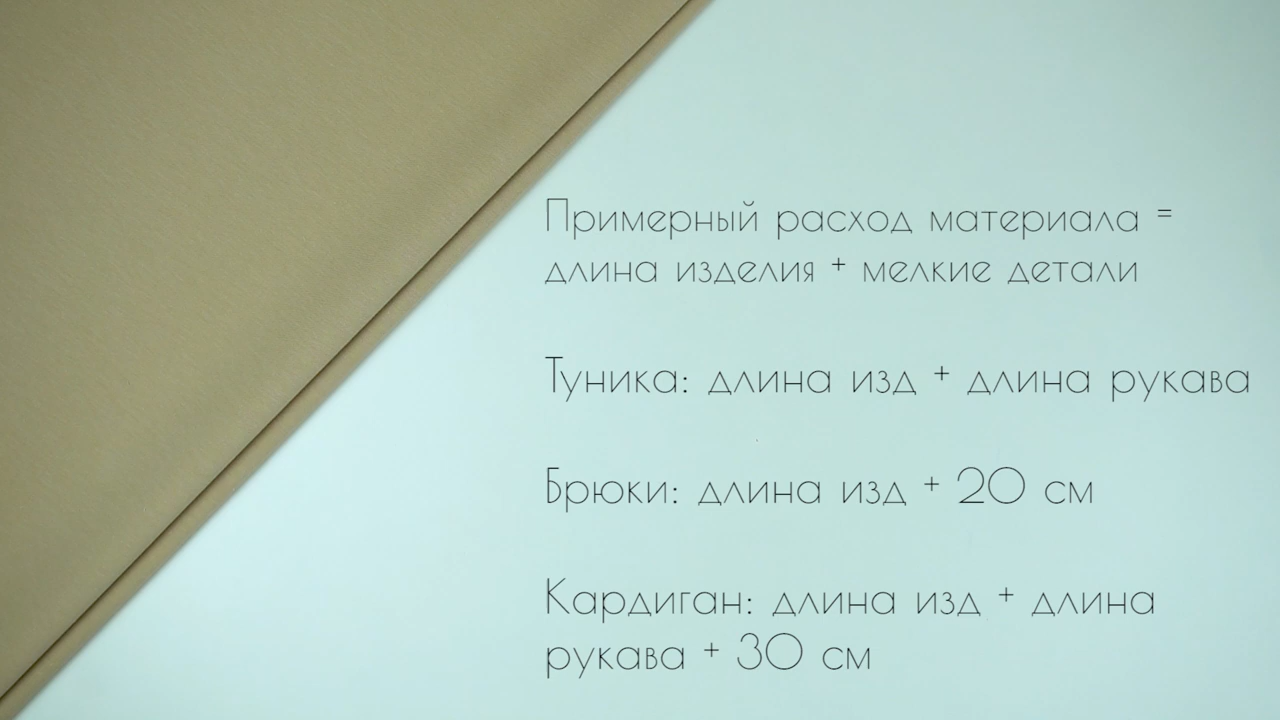 Примерный расход материала =
длина изделия + мелкие детали
Туника: длина изд + длина рукава
Брюки: длина изд + 20 см
Кардиган: длина изд + длина
рукава + 30 см